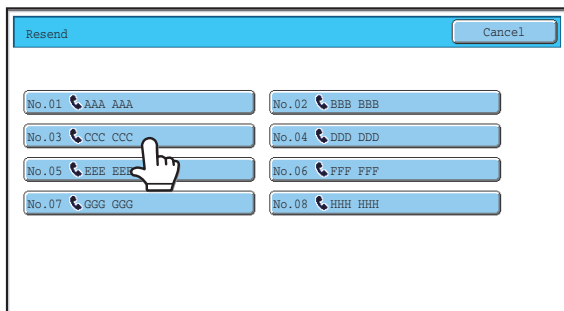 Resend
Cancel
No.01 AAA AAA
No.02 BBB BBB
No.03 CCC CCC
No.04 DDD DDD
No.05 EEE EEE
No.06 FFF FFF
No.07 GGG GGG
No.08 HHH HHH